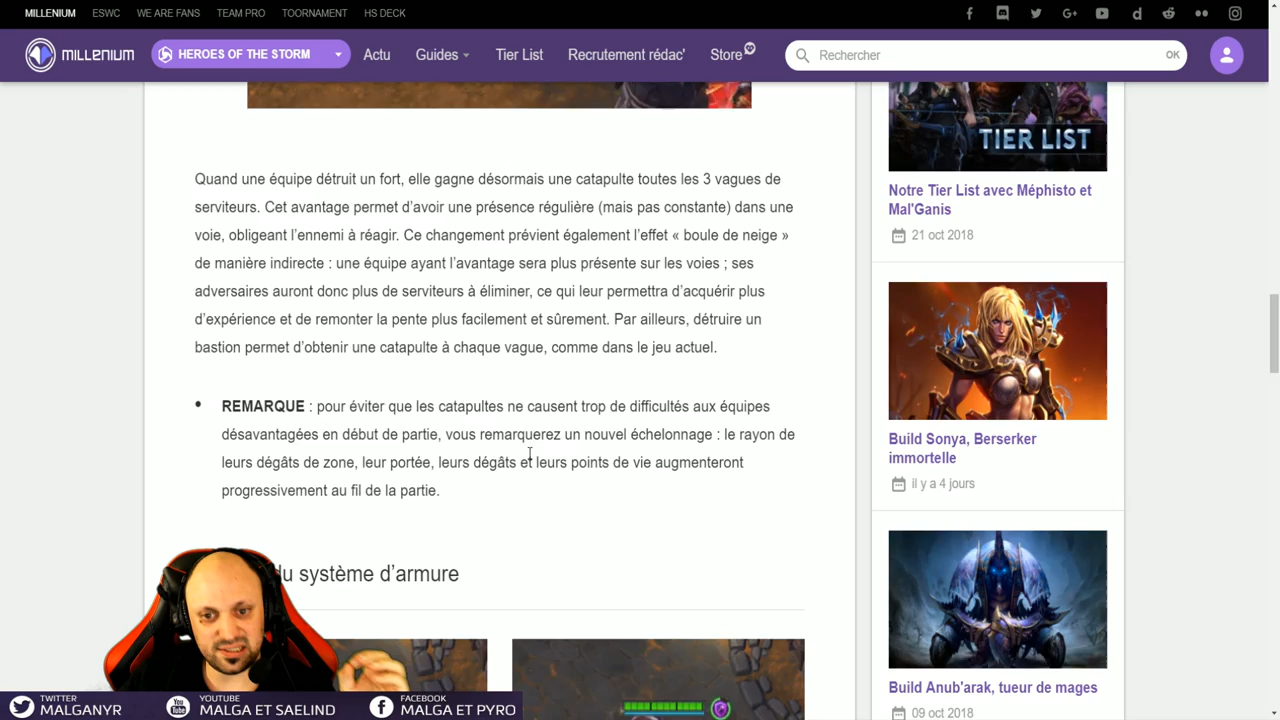 MILLENIUM ESWC WE ARE FANS TEAM PRO TOORNAMENT HS DECK
MILLENIUM HEROES OF THE STORM Actu Guides Tier List Recrutement rédac' Store Rechercher OK
TIER LIST
Quand une équipe détruit un fort, elle gagne désormais une catapulte toutes les 3 vagues de
serviteurs. Cet avantage permet d’avoir une présence régulière (mais pas constante) dans une
voie, obligeant l’ennemi à réagir. Ce changement prévient également l’effet « boule de neige »
de manière indirecte : une équipe ayant l’avantage sera plus présente sur les voies ; ses
adversaires auront donc plus de serviteurs à éliminer, ce qui leur permettra d’acquérir plus
d’expérience et de remonter la pente plus facilement et sûrement. Par ailleurs, détruire un
bastion permet d’obtenir une catapulte à chaque vague, comme dans le jeu actuel.
• REMARQUE : pour éviter que les catapultes ne causent trop de difficultés aux équipes
désavantagées en début de partie, vous remarquerez un nouvel échelonnage : le rayon de
leurs dégâts de zone, leur portée, leurs dégâts et leurs points de vie augmenteront
progressivement au fil de la partie.
du système d’armure
Notre Tier List avec Méphisto et
Mal'Ganis
21 oct 2018
Build Sonya, Berserker
immortelle
il y a 4 jours
Build Anub'arak, tueur de mages
09 oct 2018
TWITTER
MALGANYR
YOUTUBE
MALGA ET SAELIND
FACEBOOK
MALGA ET PYRO